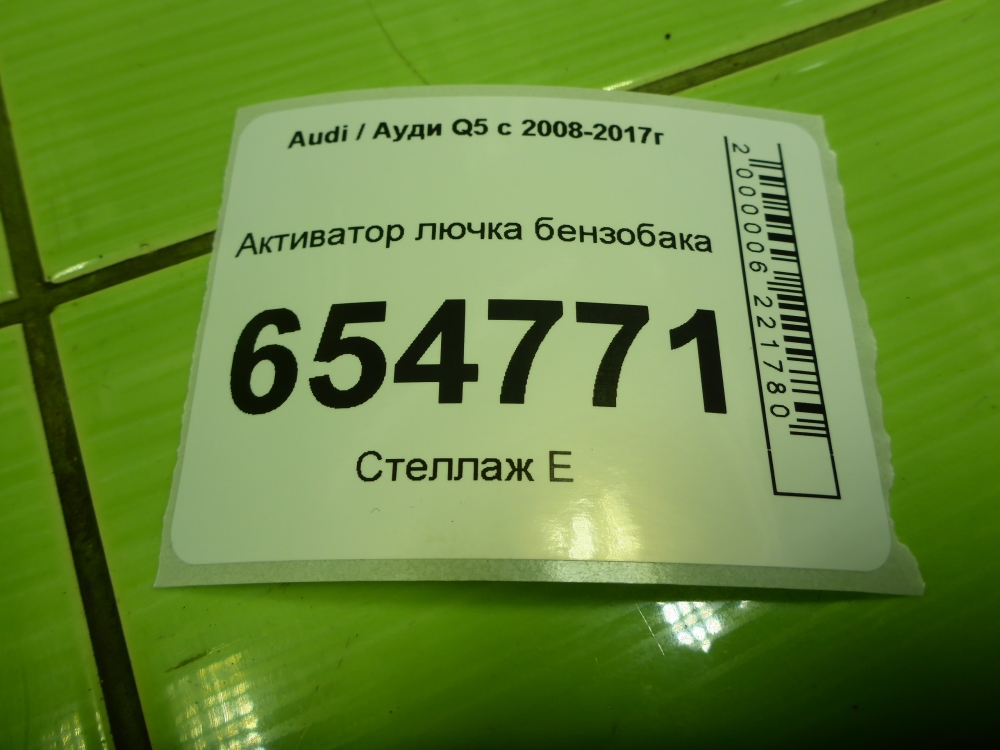 Audi / Ауди Q5 с 2008-2017г
Активатор лючка бензобака
654771
Стеллаж Е
2000006221780